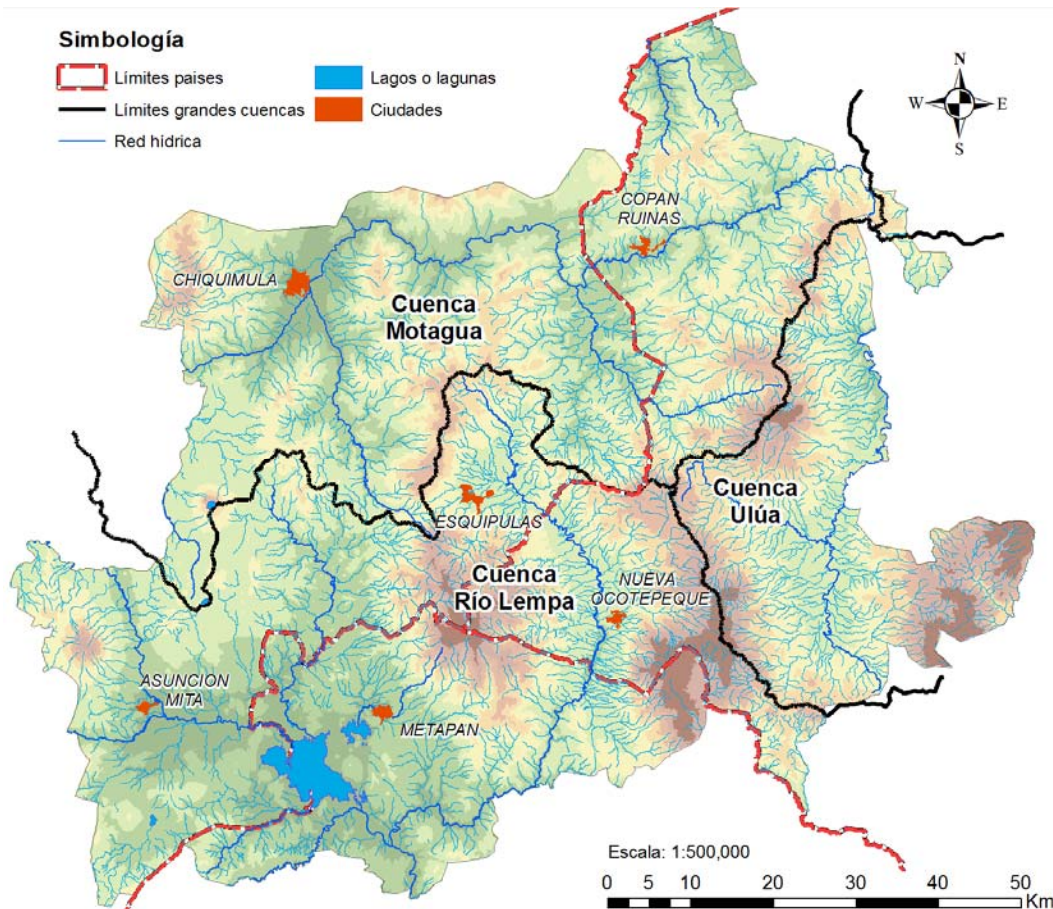 Simbología
Límites paises
Límites grandes cuencas
Red hídrica
Lagos o lagunas
Ciudades
N
W
E
S
COPAN
RUINAS
CHIQUIMULA
Cuenca
Motagua
ESQUIPULAS
Cuenca
Ulúa
Cuenca
Río Lempa
NUEVA
OCOTEPEQUE
ASUNCIÓN
MITA
METAPAN
Escala: 1:500,000
0 5 10 20 30 40 50
Km